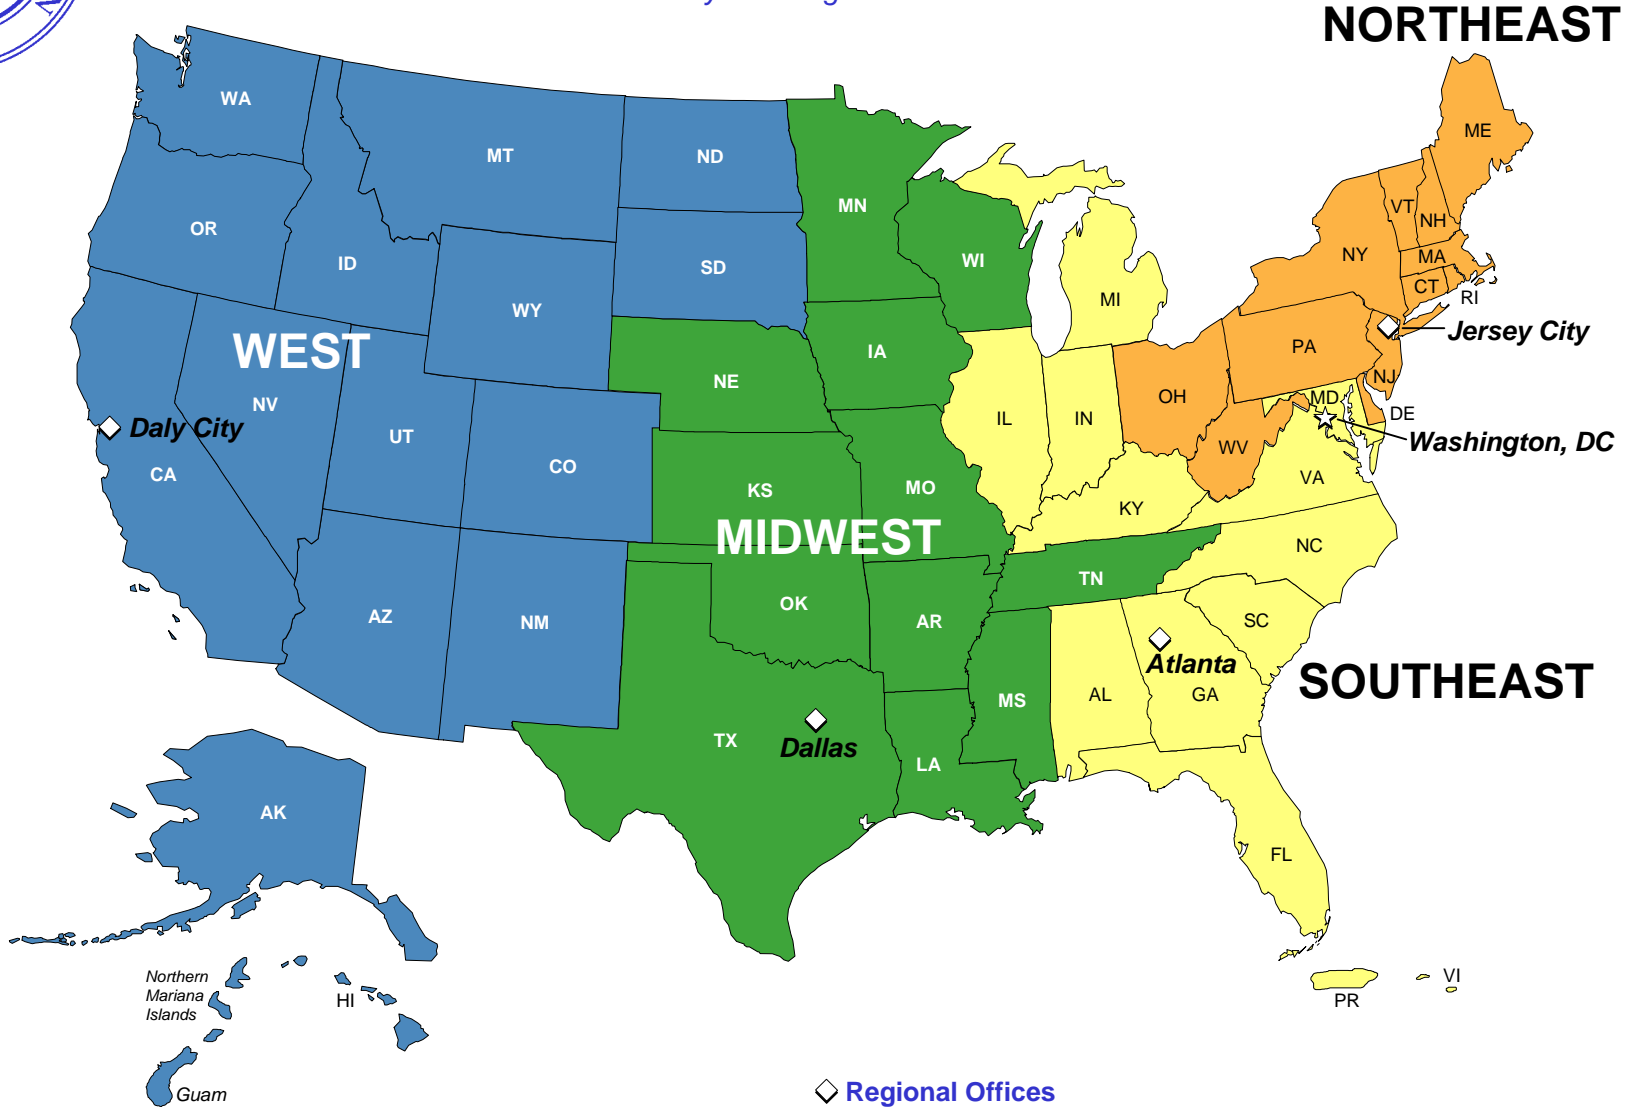 NORTHEAST
WA
MT
ND
MN
ME
OR
ID
SD
WI
MI
VT
NH
NY
MA
CT
RI
WY
WEST
IA
Jersey City
PA
NE
OH
NJ
NV
UT
IL
IN
MD
DE
Daly City
Washington, DC
CA
CO
KS
MO
WV
VA
KY
MIDWEST
NC
TN
AZ
NM
OK
AR
SC
Atlanta
SOUTHEAST
MS
AL
GA
TX
Dallas
LA
AK
FL
Northern
Mariana
Islands
HI
VI
PR
Guam
Regional Offices